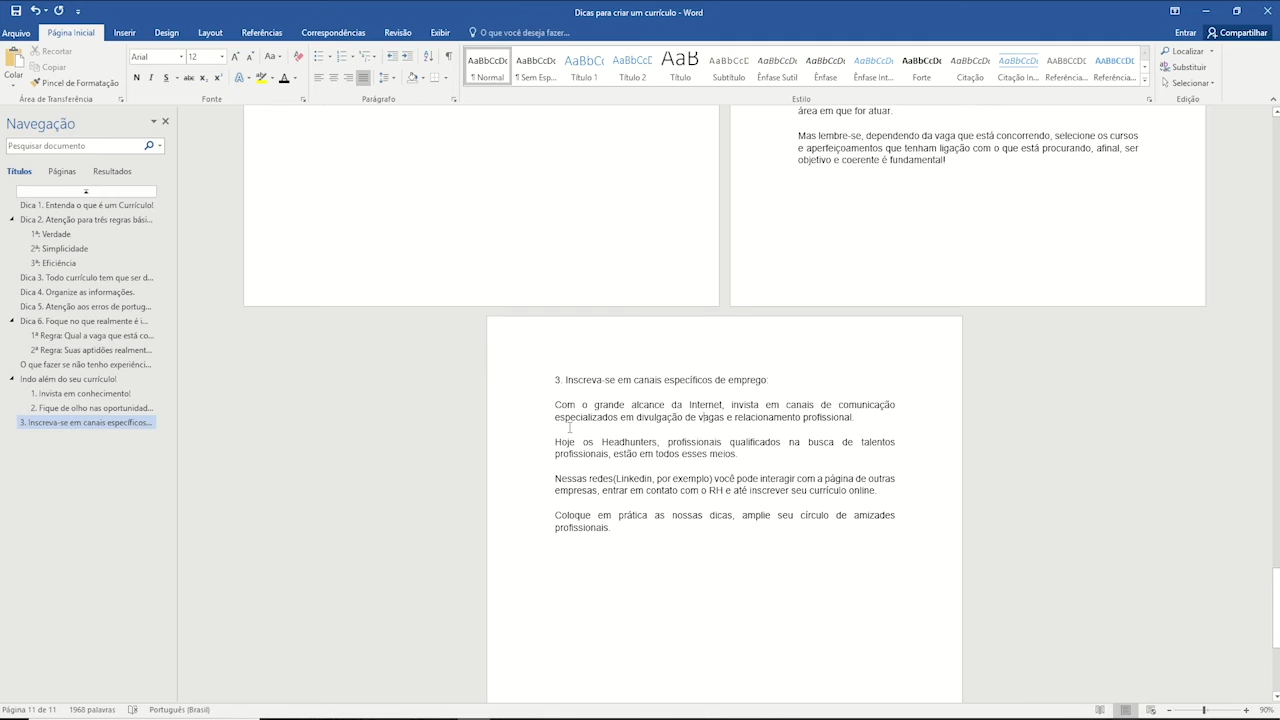 Dicas para criar um currículo - Word
Arquivo Página Inicial Inserir Design Layout Referências Correspondências Revisão Exibir O que você deseja fazer... Entrar Compartilhar
Colar
Recortar
Copiar
Pincel de Formatação
Área de Transferência
Arial 12
Aa
N I S abc x₂ x²
A A
Fonte
Parágrafo
AaBbCcDc AaBbCcDc AaBbCc AaBbCcD AaB AaBbCcD AaBbCcDc AaBbCcDc AaBbCcDc AaBbCcDc AaBbCcDc AaBbCcDc AaBbCcDc AaBbCcDc
¶ Normal ¶ Sem Esp... Título 1 Título 2 Título Subtítulo Ênfase Sutil Ênfase Ênfase Int... Forte Citação Citação In... Referência... Referência...
Estilo
Localizar
Substituir
Selecionar
Edição
Navegação
Pesquisar documento
Títulos Páginas Resultados
Dica 1. Entenda o que é um Currículo!
Dica 2. Atenção para três regras bási...
1ª: Verdade
2ª: Simplicidade
3ª: Eficiência
Dica 3. Todo currículo tem que ser d...
Dica 4. Organize as informações.
Dica 5. Atenção aos erros de portug...
Dica 6. Foque no que realmente é i...
1ª Regra: Qual a vaga que está co...
2ª Regra: Suas aptidões realment...
O que fazer se não tenho experiênci...
Indo além do seu currículo!
1. Invista em conhecimento!
2. Fique de olho nas oportunidad...
3. Inscreva-se em canais específicos...
área em que for atuar.
Mas lembre-se, dependendo da vaga que está concorrendo, selecione os cursos
e aperfeiçoamentos que tenham ligação com o que está procurando, afinal, ser
objetivo e coerente é fundamental!
3. Inscreva-se em canais específicos de emprego:
Com o grande alcance da Internet, invista em canais de comunicação
especializados em divulgação de vagas e relacionamento profissional.
Hoje os Headhunters, profissionais qualificados na busca de talentos
profissionais, estão em todos esses meios.
Nessas redes(Linkedin, por exemplo) você pode interagir com a página de outras
empresas, entrar em contato com o RH e até inscrever seu currículo online.
Coloque em prática as nossas dicas, amplie seu círculo de amizades
profissionais.
Página 11 de 11 1968 palavras Português (Brasil) 90%